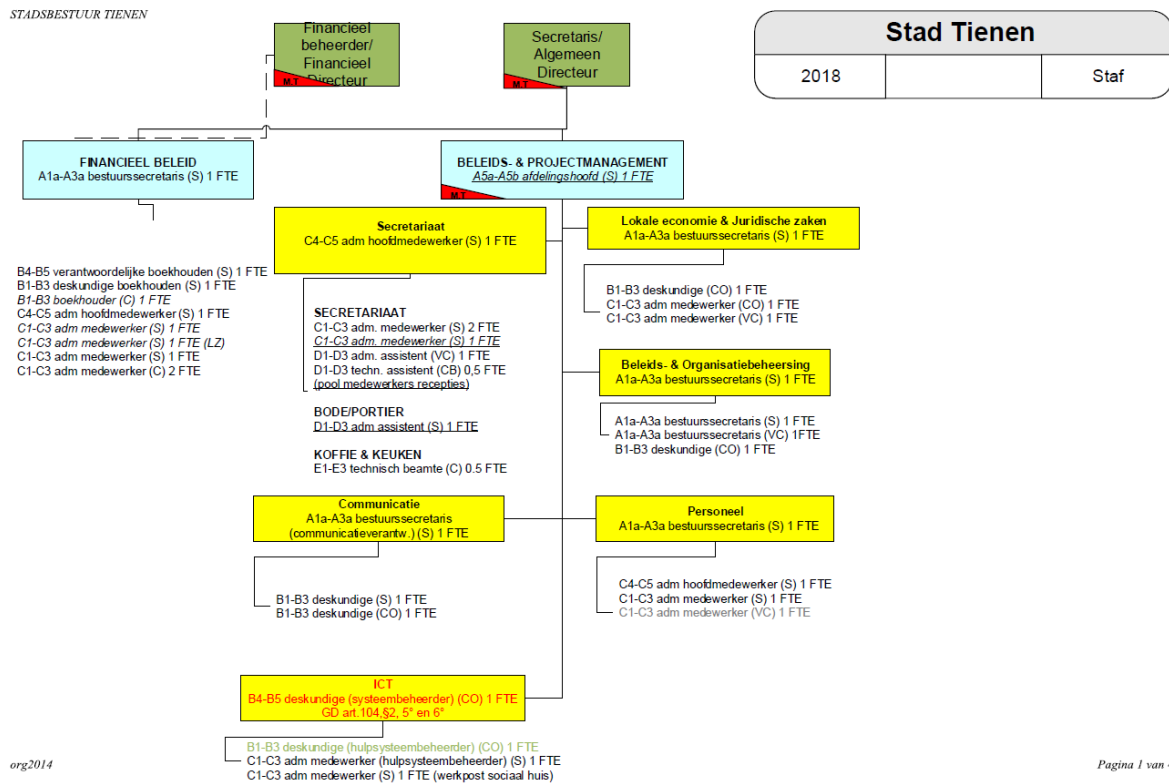 STADSBESTUUR TIENEN
Financieel
beheerder/
Financieel
Directeur
M.T.
Secretaris/
Algemeen
Directeur
M.T.
Stad Tienen
2018
Staf
FINANCIEEL BELEID
A1a-A3a bestuurssecretaris (S) 1 FTE
BELEIDS- & PROJECTMANAGEMENT
A5a-A5b afdelingshoofd (S) 1 FTE
M.T.
B4-B5 verantwoordelijke boekhouden (S) 1 FTE
B1-B3 deskundige boekhouden (S) 1 FTE
B1-B3 boekhouder (C) 1 FTE
C4-C5 adm hoofdmedewerker (S) 1 FTE
C1-C3 adm medewerker (S) 1 FTE
C1-C3 adm medewerker (S) 1 FTE (LZ)
C1-C3 adm medewerker (S) 1 FTE
C1-C3 adm medewerker (C) 2 FTE
Secretariaat
C4-C5 adm hoofdmedewerker (S) 1 FTE
SECRETARIAAT
C1-C3 adm. medewerker (S) 2 FTE
C1-C3 adm. medewerker (S) 1 FTE
D1-D3 adm. assistent (VC) 1 FTE
D1-D3 techn. assistent (CB) 0,5 FTE
(pool medewerkers recepties)
BODE/PORTIER
D1-D3 adm assistent (S) 1 FTE
KOFFIE & KEUKEN
E1-E3 technisch beamte (C) 0.5 FTE
Lokale economie & Juridische zaken
A1a-A3a bestuurssecretaris (S) 1 FTE
B1-B3 deskundige (CO) 1 FTE
C1-C3 adm medewerker (CO) 1 FTE
C1-C3 adm medewerker (VC) 1 FTE
Beleids- & Organisatiebeheersing
A1a-A3a bestuurssecretaris (S) 1 FTE
A1a-A3a bestuurssecretaris (S) 1 FTE
A1a-A3a bestuurssecretaris (VC) 1FTE
B1-B3 deskundige (CO) 1 FTE
Communicatie
A1a-A3a bestuurssecretaris
(communicatieverantw.) (S) 1 FTE
B1-B3 deskundige (S) 1 FTE
B1-B3 deskundige (CO) 1 FTE
Personeel
A1a-A3a bestuurssecretaris (S) 1 FTE
C4-C5 adm hoofdmedewerker (S) 1 FTE
C1-C3 adm medewerker (S) 1 FTE
C1-C3 adm medewerker (VC) 1 FTE
ICT
B4-B5 deskundige (systeembeheerder) (CO) 1 FTE
GD art.104,§2, 5° en 6°
B1-B3 deskundige (hulpsysteembeheerder) (CO) 1 FTE
C1-C3 adm medewerker (hulpsysteembeheerder) (S) 1 FTE
C1-C3 adm medewerker (S) 1 FTE (werkpost sociaal huis)
org2014
Pagina 1 van